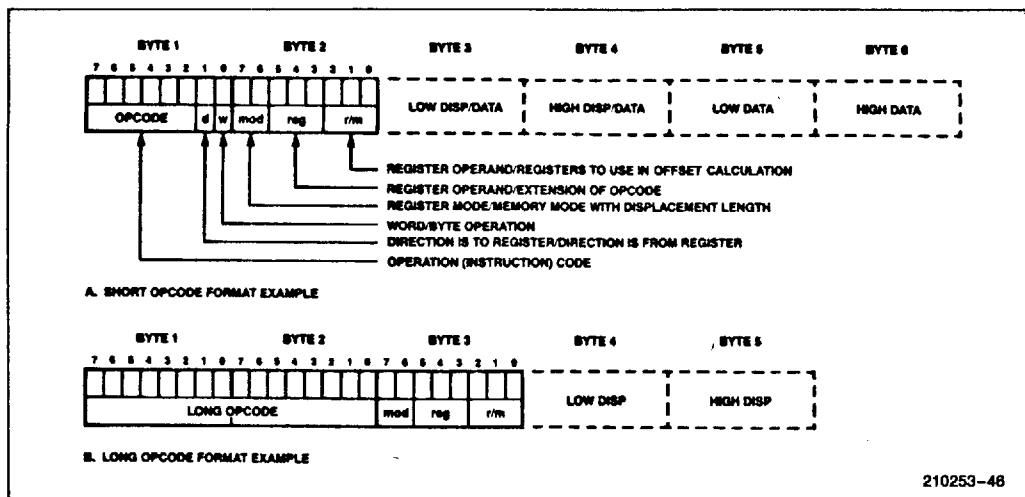 BYTE 1 BYTE 2 BYTE 3 BYTE 4 BYTE 5 BYTE 6
7 6 5 4 3 2 1 0 7 6 5 4 3 2 1 0
OPCODE d w mod reg r/m LOW DISP/DATA HIGH DISP/DATA LOW DATA HIGH DATA
REGISTER OPERAND/REGISTERS TO USE IN OFFSET CALCULATION
REGISTER OPERAND/EXTENSION OF OPCODE
REGISTER MODE/MEMORY MODE WITH DISPLACEMENT LENGTH
WORD/BYTE OPERATION
DIRECTION IS TO REGISTER/DIRECTION IS FROM REGISTER
OPERATION (INSTRUCTION) CODE
A. SHORT OPCODE FORMAT EXAMPLE
BYTE 1 BYTE 2 BYTE 3 BYTE 4 BYTE 5
7 6 5 4 3 2 1 0 7 6 5 4 3 2 1 0 7 6 5 4 3 2 1 0
LONG OPCODE mod reg r/m LOW DISP HIGH DISP
B. LONG OPCODE FORMAT EXAMPLE
210253-46